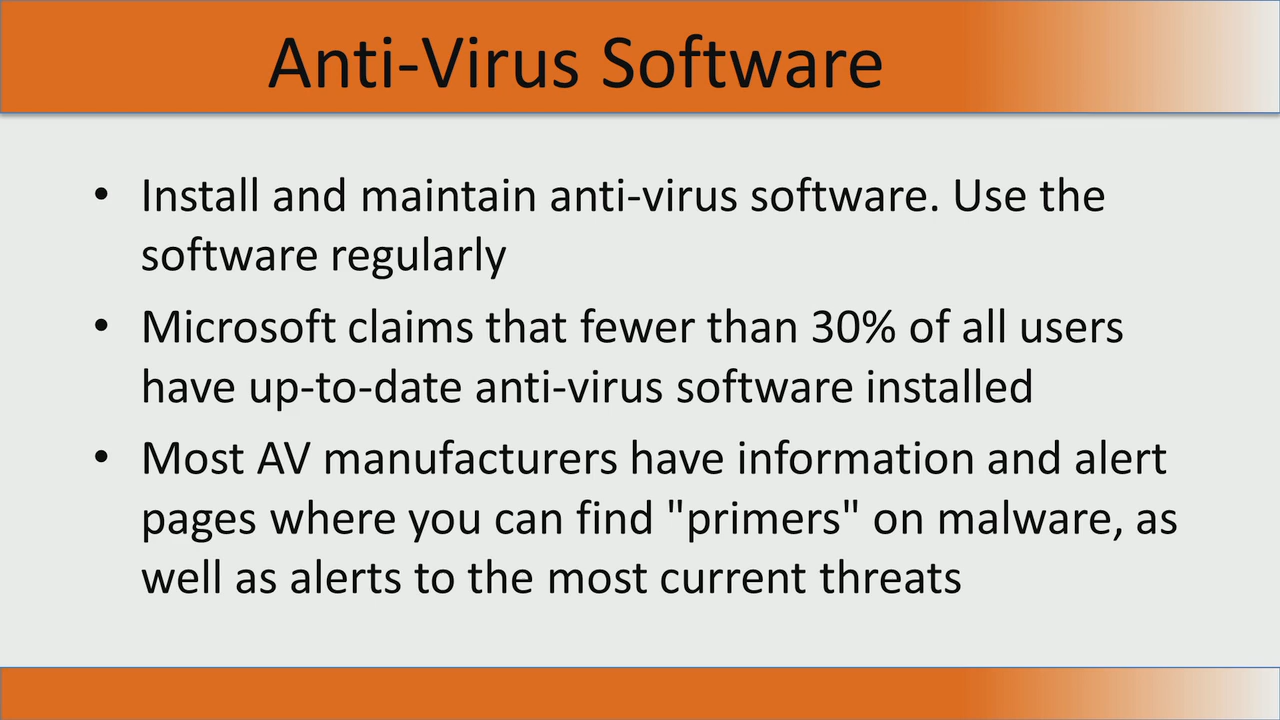 Anti-Virus Software
• Install and maintain anti-virus software. Use the
software regularly
• Microsoft claims that fewer than 30% of all users
have up-to-date anti-virus software installed
• Most AV manufacturers have information and alert
pages where you can find "primers" on malware, as
well as alerts to the most current threats